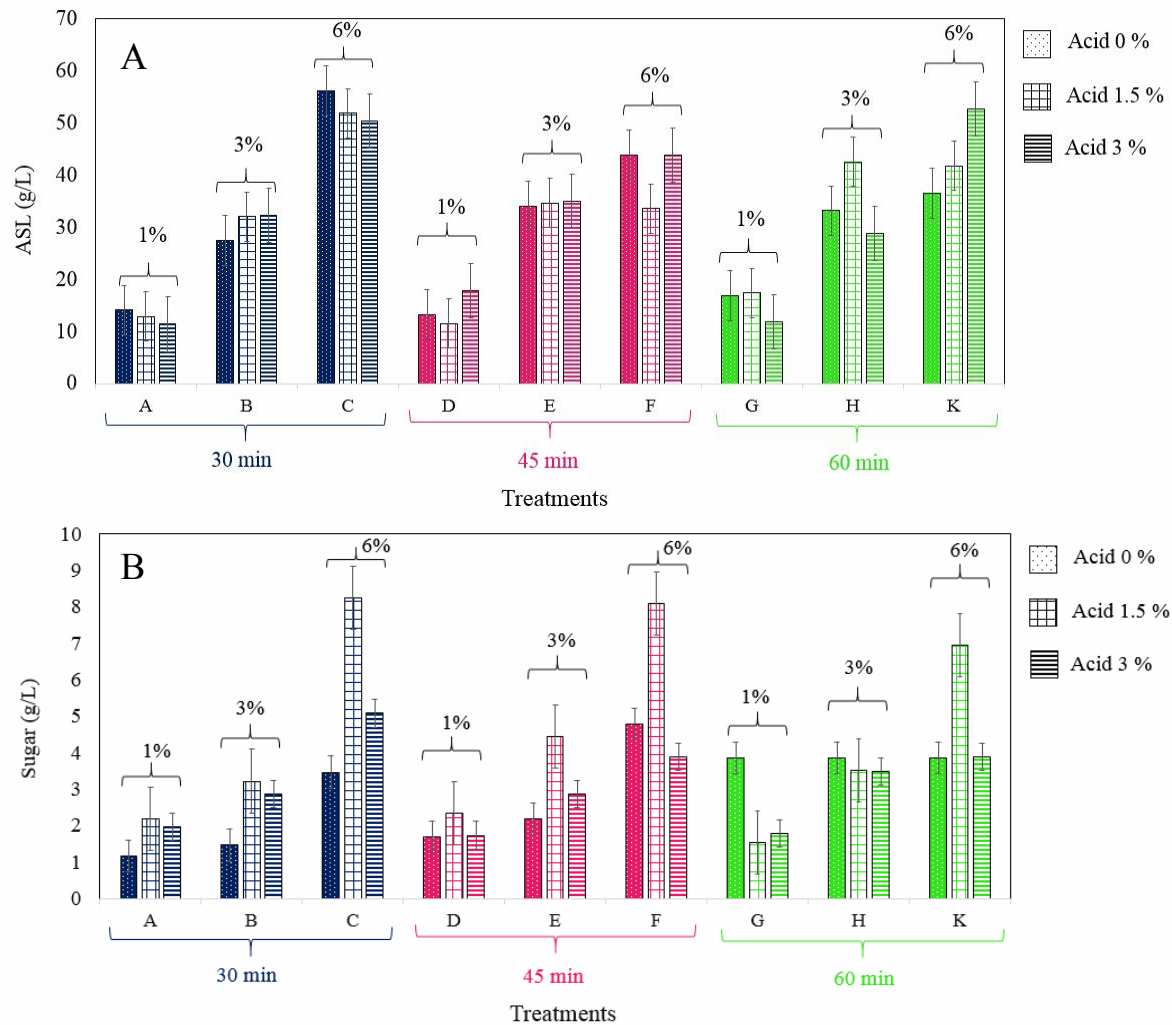 A
70
60
50
40
30
20
10
0
ASL (g/L)
1%
3%
6%
1%
3%
6%
1%
3%
6%
Acid 0 %
Acid 1.5 %
Acid 3 %
A B C D E F G H K
30 min 45 min 60 min
Treatments
B
10
9
8
7
6
5
4
3
2
1
0
Sugar (g/L)
1%
3%
6%
1%
3%
6%
1%
3%
6%
Acid 0 %
Acid 1.5 %
Acid 3 %
A B C D E F G H K
30 min 45 min 60 min
Treatments